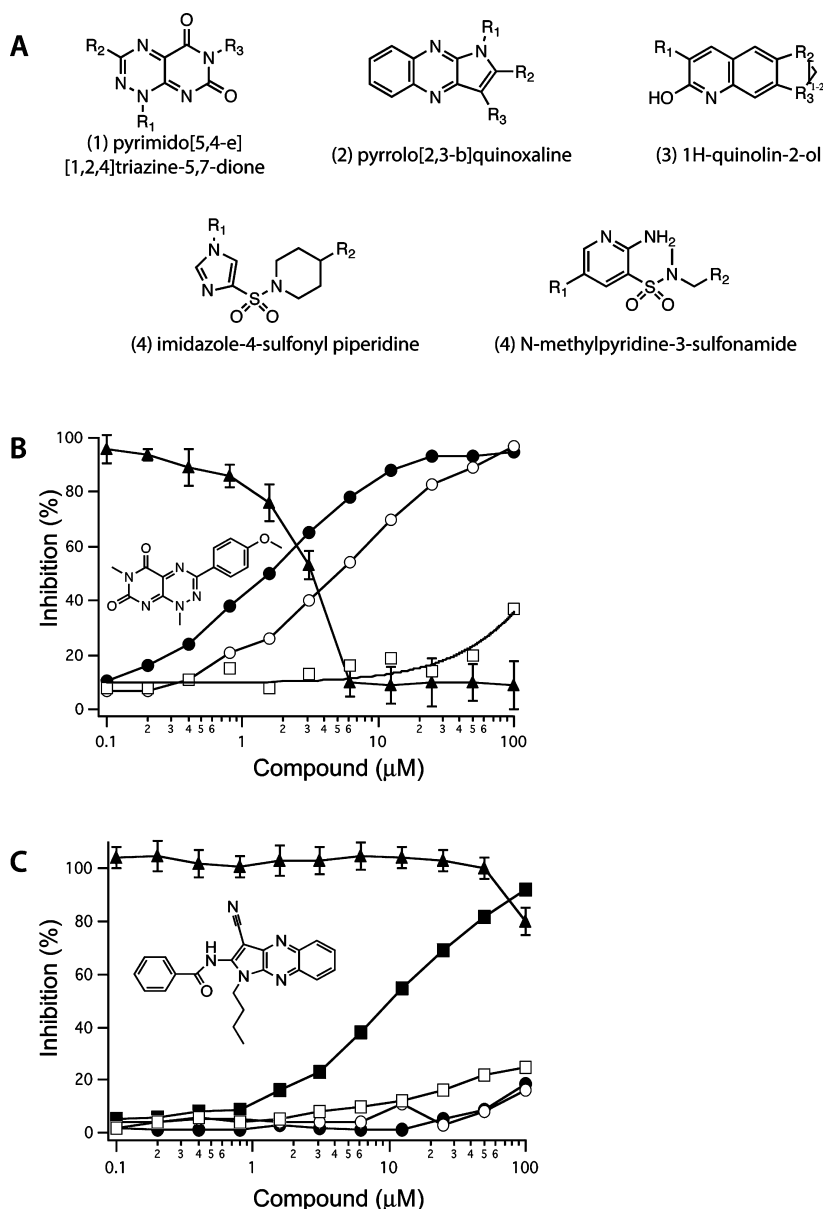 A
O
R2
N
N
R3
N
N
N
O
R1
(1) pyrimido[5,4-e]
[1,2,4]triazine-5,7-dione
R1
N
N
R2
N
R3
(2) pyrrolo[2,3-b]quinoxaline
R1
R2
HO
N
R3
1-2
(3) 1H-quinolin-2-ol
R1
N
N
N
S
O
O
R2
(4) imidazole-4-sulfonyl piperidine
N
NH2
R1
S
N
R2
O
O
(4) N-methylpyridine-3-sulfonamide
B
Inhibition (%)
100
80
60
40
20
0
O
O
N
N
N
O
N
N
N
0.1 2 3 4 5 6 1 2 3 4 5 6 10 2 3 4 5 6 100
Compound (μM)
C
Inhibition (%)
100
80
60
40
20
0
N
H
N
N
O
N
N
0.1 2 3 4 5 6 1 2 3 4 5 6 10 2 3 4 5 6 100
Compound (μM)